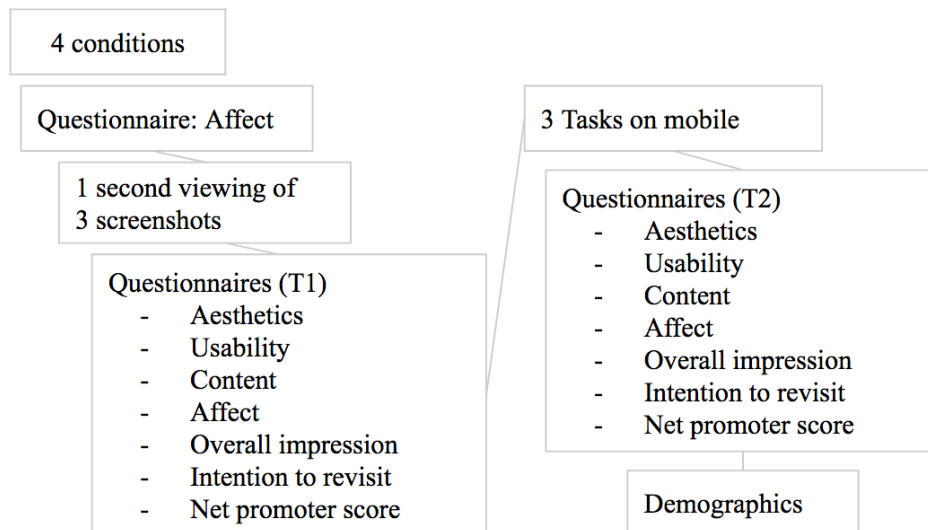 4 conditions
Questionnaire: Affect
1 second viewing of
3 screenshots
Questionnaires (T1)
- Aesthetics
- Usability
- Content
- Affect
- Overall impression
- Intention to revisit
- Net promoter score
3 Tasks on mobile
Questionnaires (T2)
- Aesthetics
- Usability
- Content
- Affect
- Overall impression
- Intention to revisit
- Net promoter score
Demographics